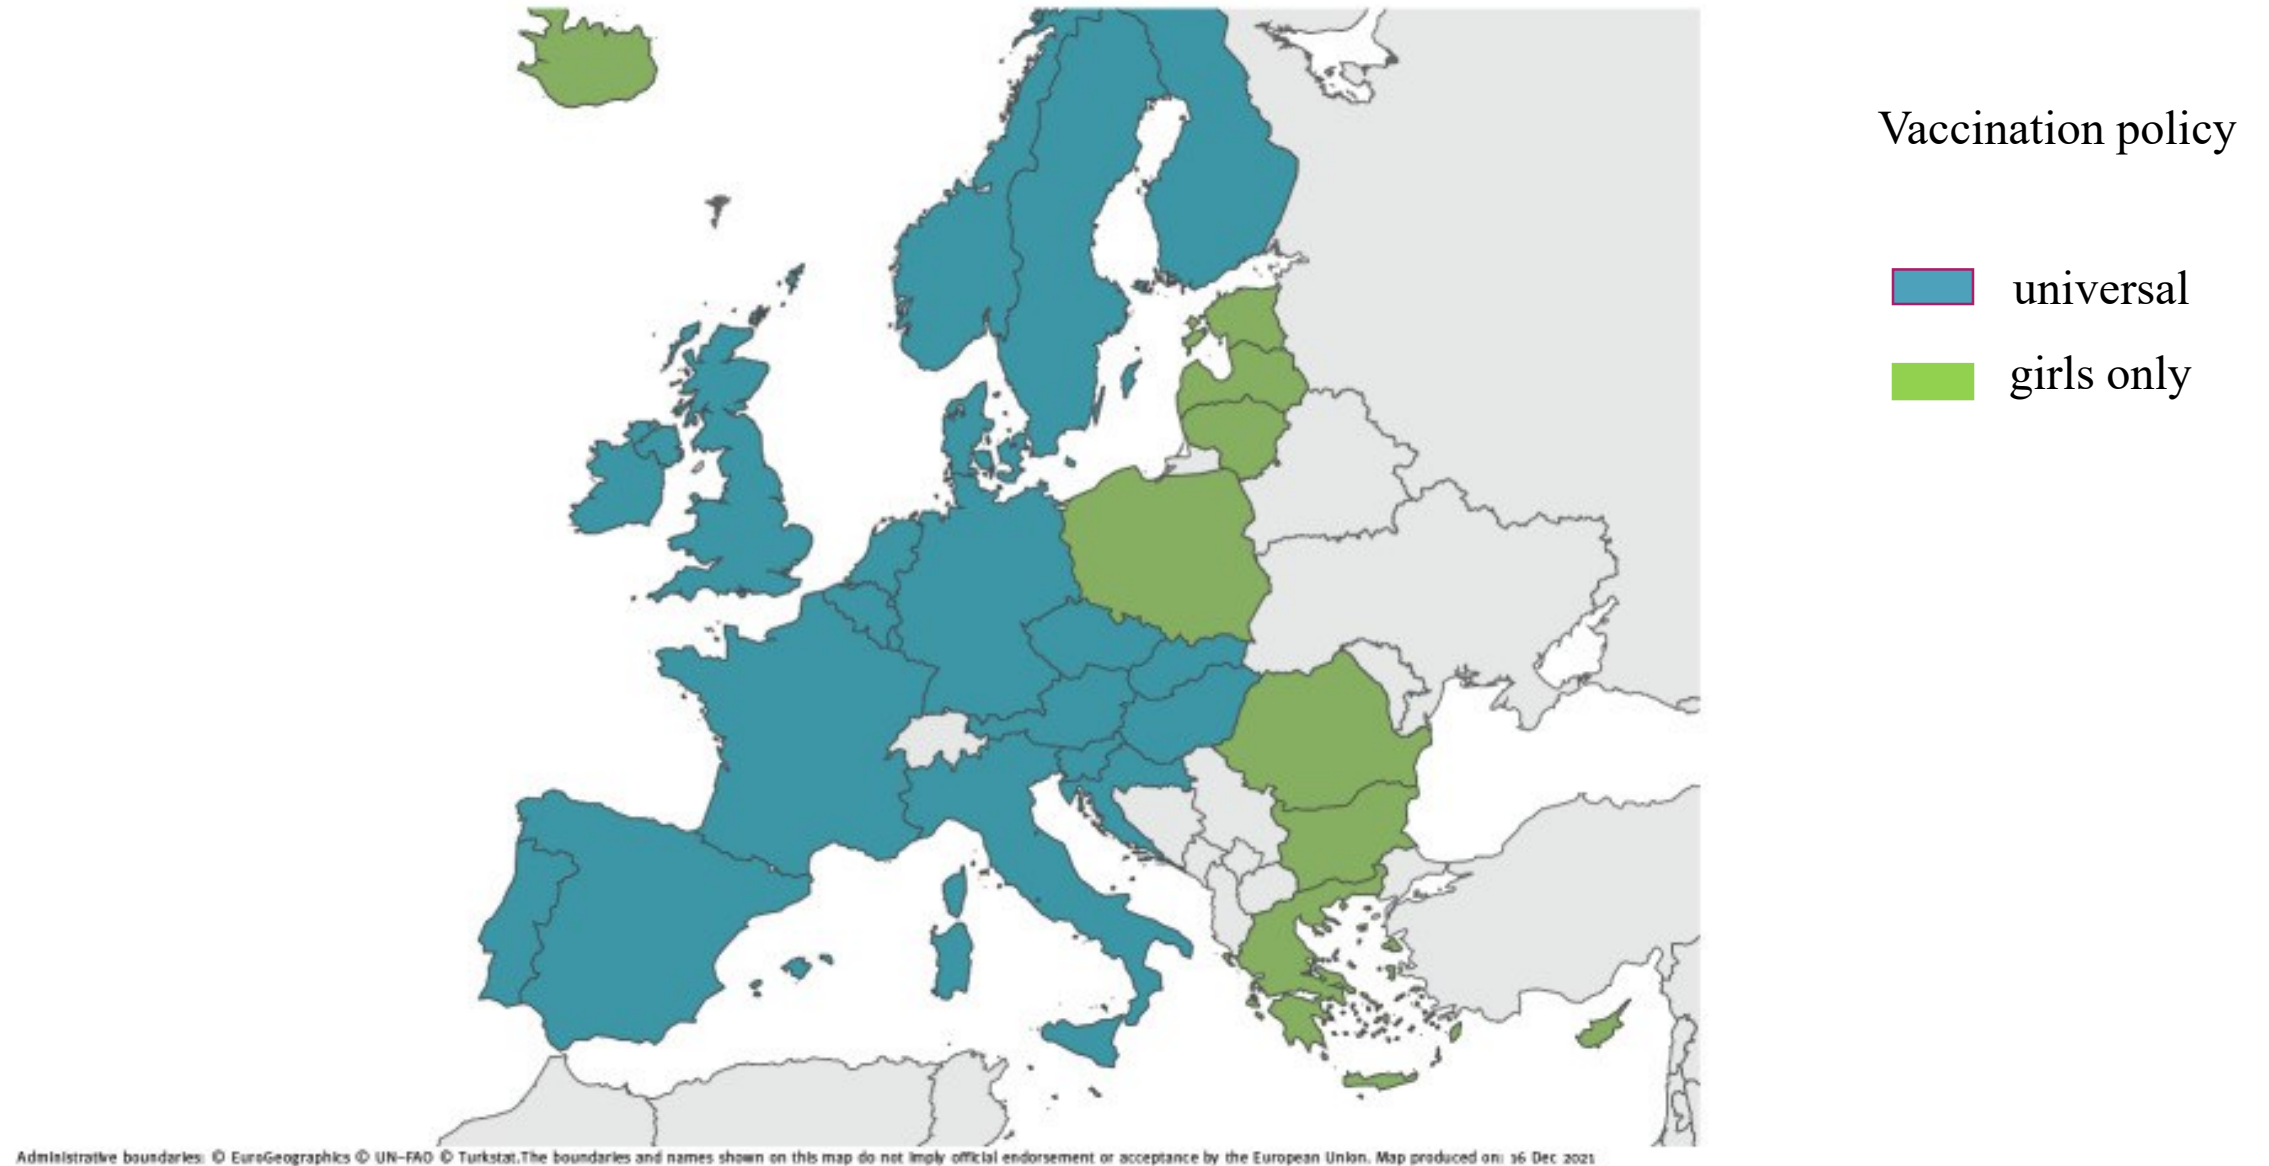 Vaccination policy
universal
girls only
Administrative boundaries: © EuroGeographics © UN–FAO © Turkstat.The boundaries and names shown on this map do not imply official endorsement or acceptance by the European Union. Map produced on: 16 Dec 2021